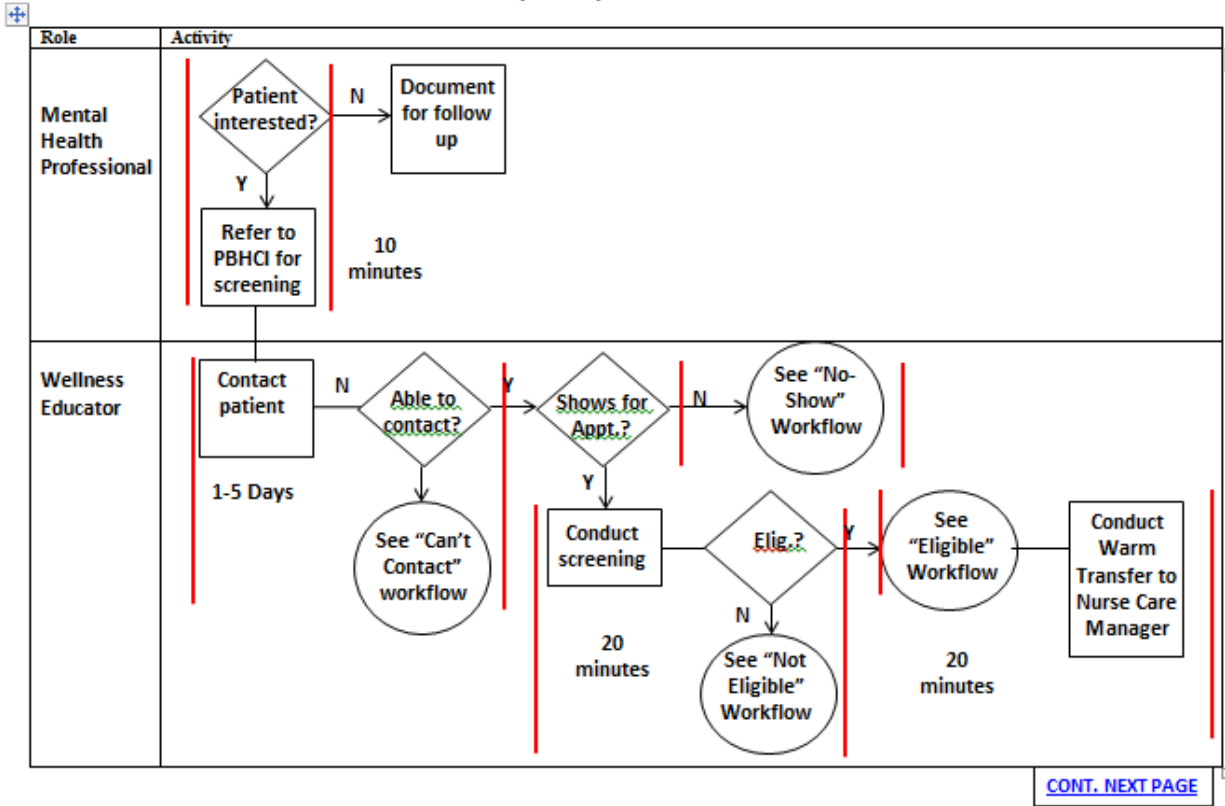 Role
Activity
Mental
Health
Professional
Patient
interested?
N
Document
for follow
up
Y
Refer to
PBHCI for
screening
10
minutes
Wellness
Educator
Contact
patient
N
Able to
contact?
Y
Shows for
Appt.?
N
See “No-
Show”
Workflow
1-5 Days
See “Can’t
Contact”
workflow
Y
Conduct
screening
Elig.?
Y
See
“Eligible”
Workflow
Conduct
Warm
Transfer to
Nurse Care
Manager
20
minutes
N
See “Not
Eligible”
Workflow
20
minutes
CONT. NEXT PAGE